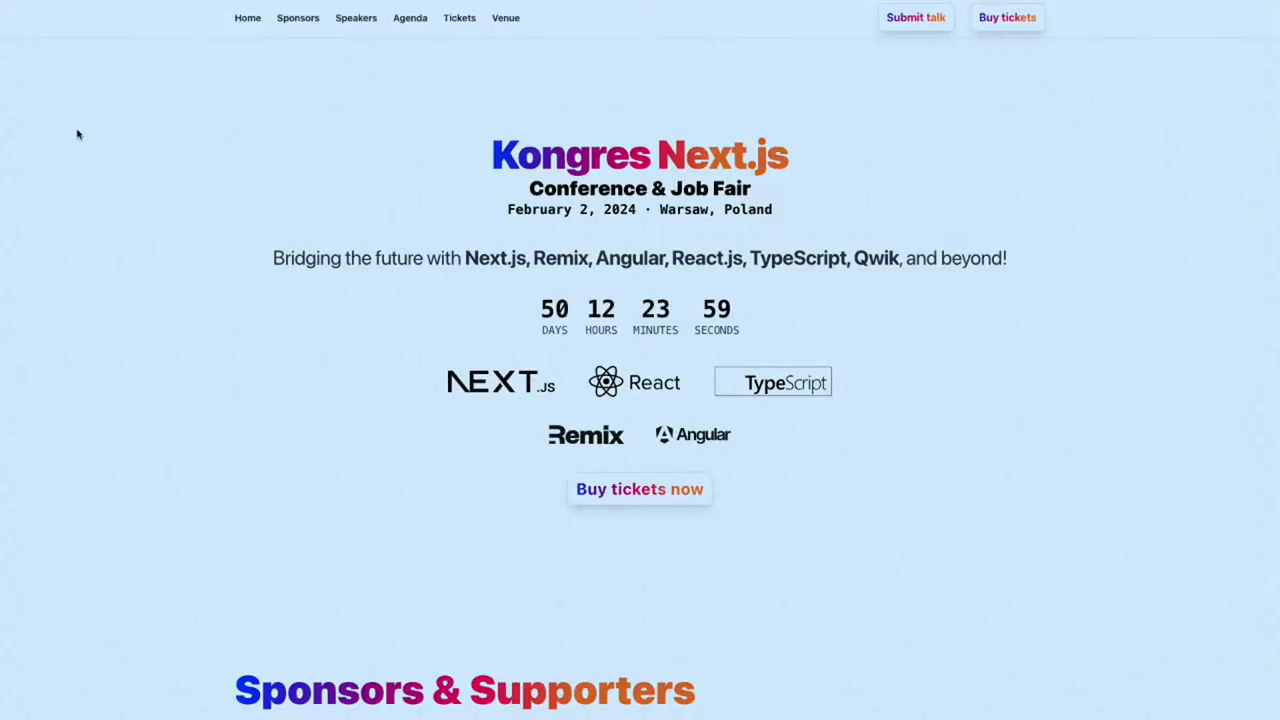 Home Sponsors Speakers Agenda Tickets Venue Submit talk Buy tickets
Kongres Next.js
Conference & Job Fair
February 2, 2024 · Warsaw, Poland
Bridging the future with Next.js, Remix, Angular, React.js, TypeScript, Qwik, and beyond!
50 12 23 59
DAYS HOURS MINUTES SECONDS
NEXT.JS React TypeScript
Remix Angular
Buy tickets now
Sponsors & Supporters